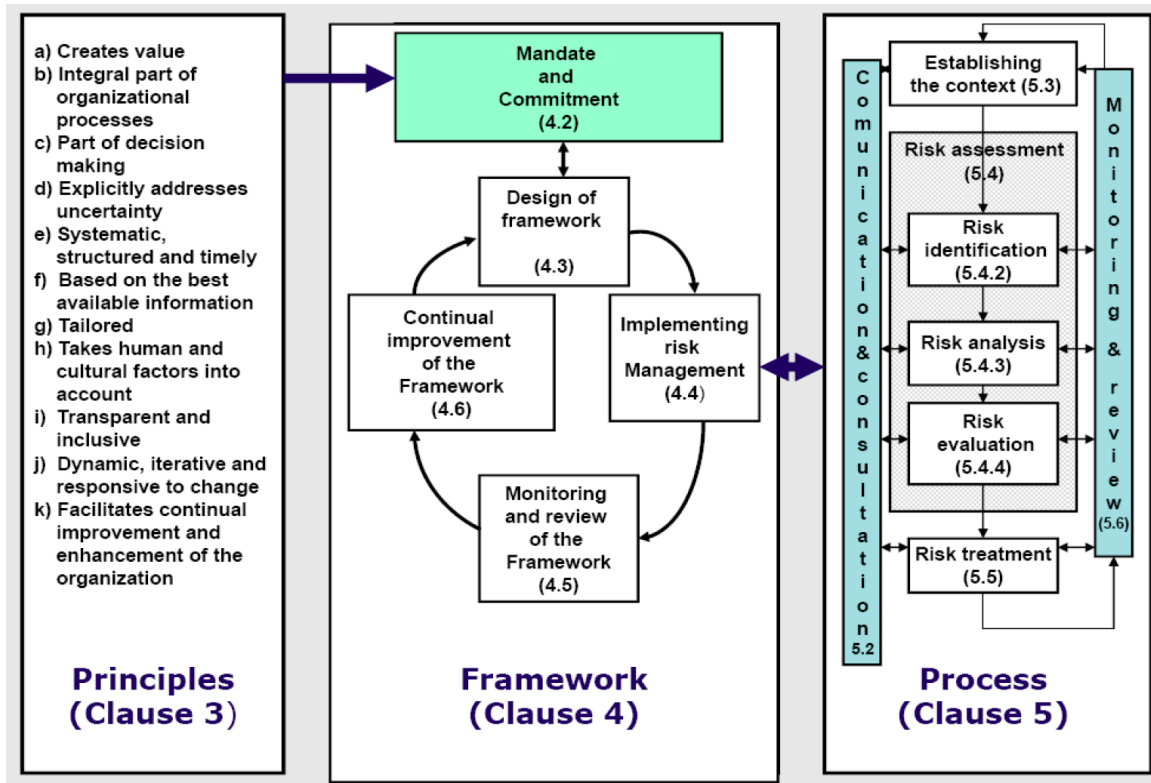 a) Creates value
b) Integral part of
organizational
processes
c) Part of decision
making
d) Explicitly addresses
uncertainty
e) Systematic,
structured and timely
f) Based on the best
available information
g) Tailored
h) Takes human and
cultural factors into
account
i) Transparent and
inclusive
j) Dynamic, iterative and
responsive to change
k) Facilitates continual
improvement and
enhancement of the
organization
Principles
(Clause 3)
Mandate
and
Commitment
(4.2)
Design of
framework
(4.3)
Implementing
risk
Management
(4.4)
Monitoring
and review
of the
Framework
(4.5)
Continual
improvement
of the
Framework
(4.6)
Framework
(Clause 4)
Comunication&consultation
5.2
Establishing
the context (5.3)
Risk assessment
(5.4)
Risk
identification
(5.4.2)
Risk analysis
(5.4.3)
Risk
evaluation
(5.4.4)
Risk treatment
(5.5)
Monitoring & review
(5.6)
Process
(Clause 5)